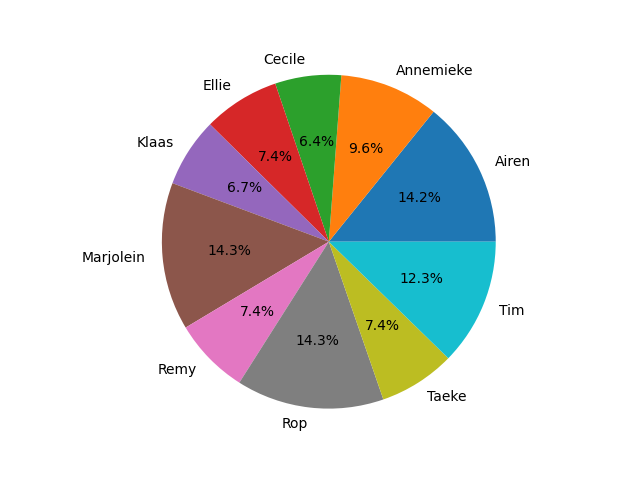 Cecile
Annemieke
Ellie
6.4%
Klaas
9.6%
7.4%
Airen
6.7%
14.2%
Marjolein
14.3%
12.3%
7.4%
Tim
7.4%
14.3%
Remy
Taeke
Rop